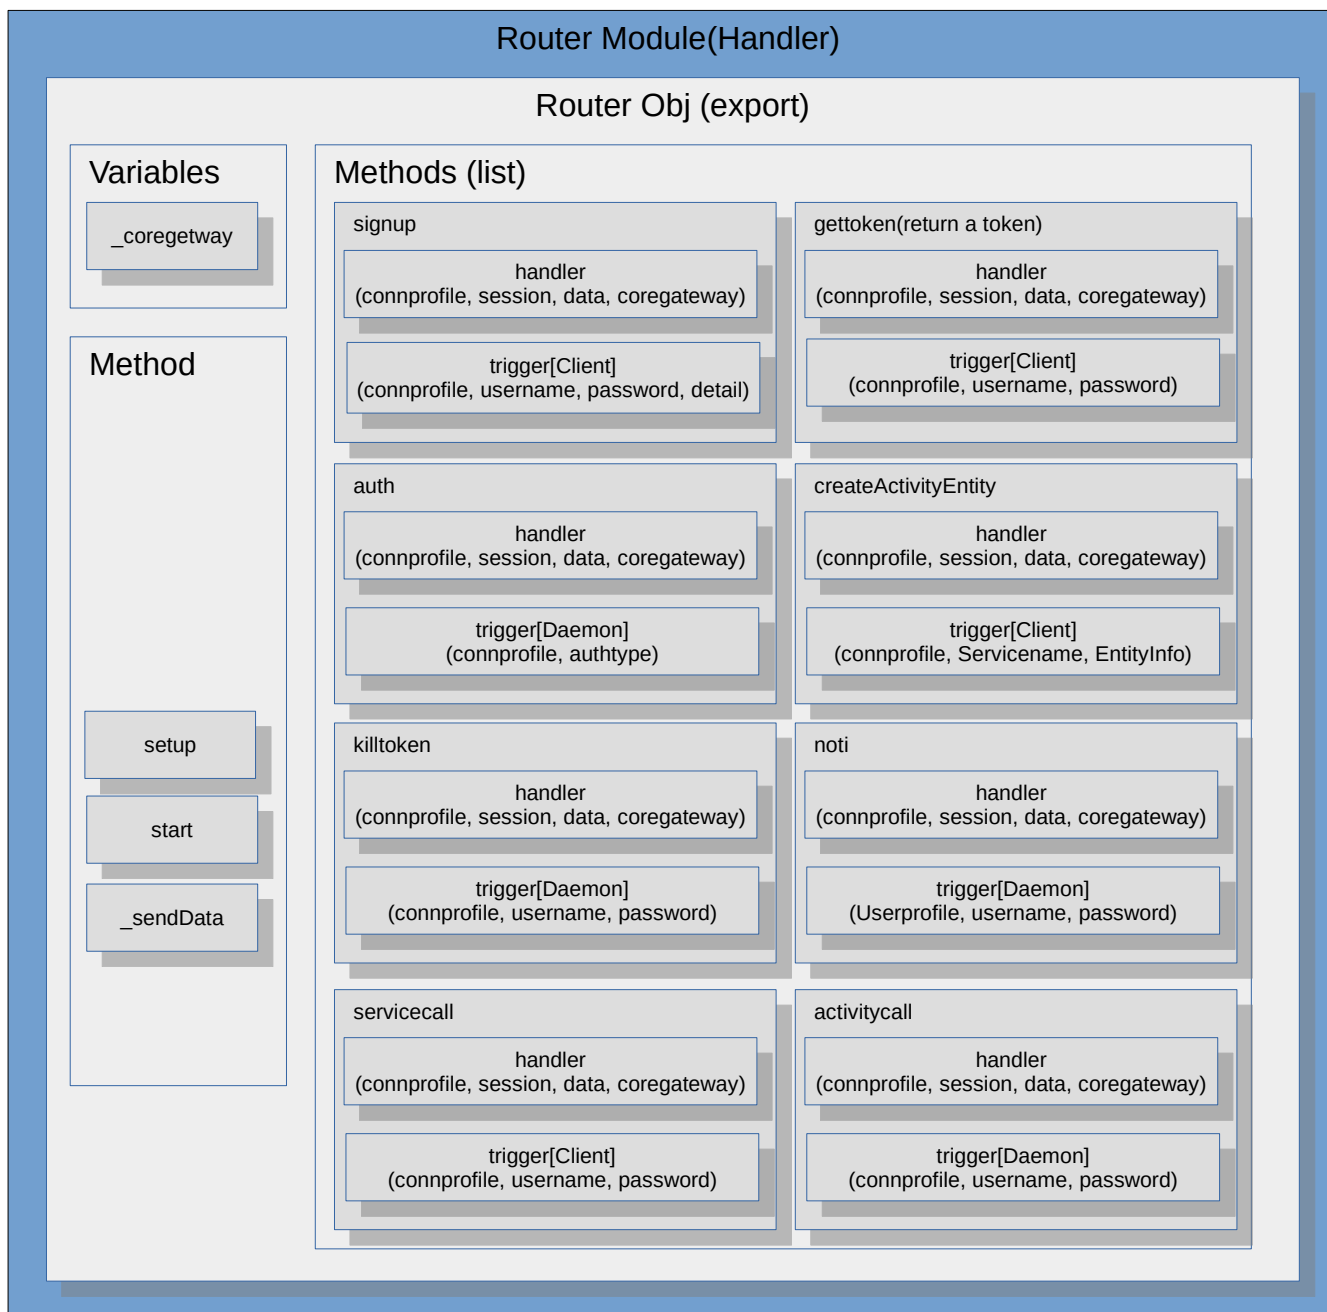 Router Module(Handler)
Router Obj (export)
Variables
_coregetway
Method
setup
start
_sendData
Methods (list)
signup
handler
(connprofile, session, data, coregateway)
trigger[Client]
(connprofile, username, password, detail)
gettoken(return a token)
handler
(connprofile, session, data, coregateway)
trigger[Client]
(connprofile, username, password)
auth
handler
(connprofile, session, data, coregateway)
trigger[Daemon]
(connprofile, authtype)
createActivityEntity
handler
(connprofile, session, data, coregateway)
trigger[Client]
(connprofile, Servicename, EntityInfo)
killtoken
handler
(connprofile, session, data, coregateway)
trigger[Daemon]
(connprofile, username, password)
noti
handler
(connprofile, session, data, coregateway)
trigger[Daemon]
(Userprofile, username, password)
servicecall
handler
(connprofile, session, data, coregateway)
trigger[Client]
(connprofile, username, password)
activitycall
handler
(connprofile, session, data, coregateway)
trigger[Daemon]
(connprofile, username, password)